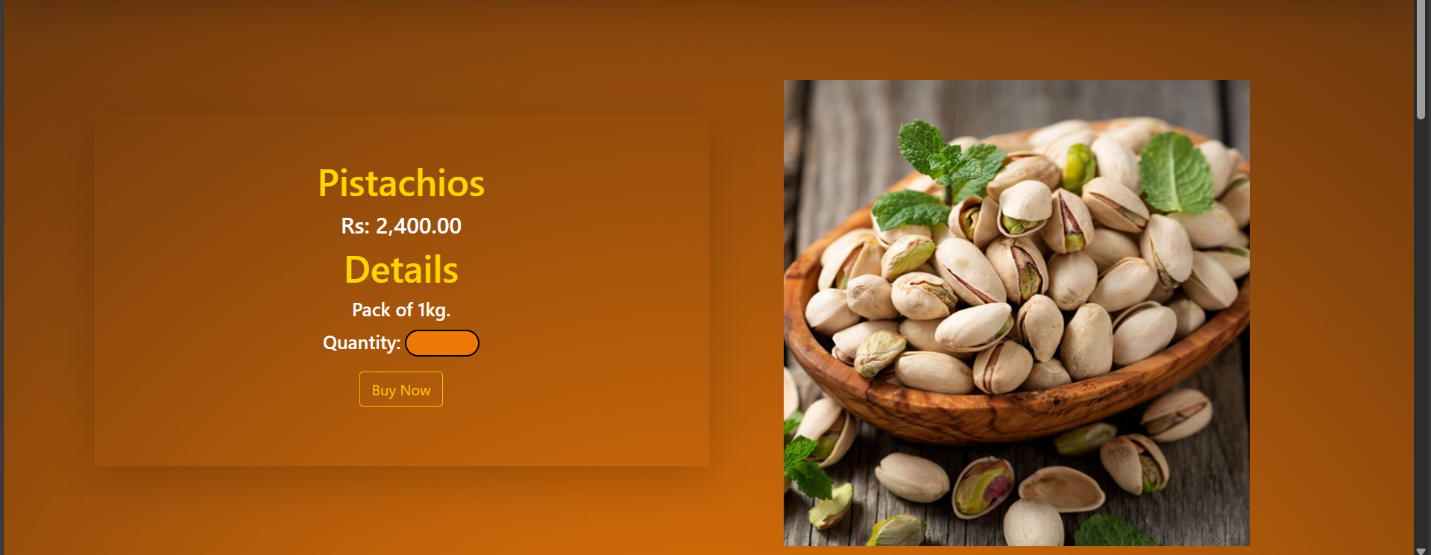 Pistachios
Rs: 2,400.00
Details
Pack of 1kg.
Quantity:
Buy Now